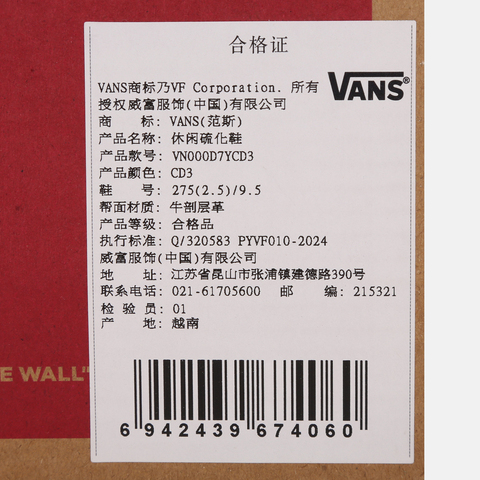 合格证
VANS商标乃VF Corporation. 所有
VANS®
授权威富服饰(中国)有限公司
商 标: VANS(范斯)
产品名称: 休闲硫化鞋
产品款号: VN000D7YCD3
产品颜色: CD3
鞋 号: 275(2.5)/9.5
帮面材质: 牛剖层革
产品等级: 合格品
执行标准: Q/320583 PYVF010-2024
威富服饰(中国)有限公司
地 址: 江苏省昆山市张浦镇建德路390号
联系电话: 021-61705600 邮 编: 215321
检 验 员: 01
产 地: 越南
E WALL"
6 942439 674060